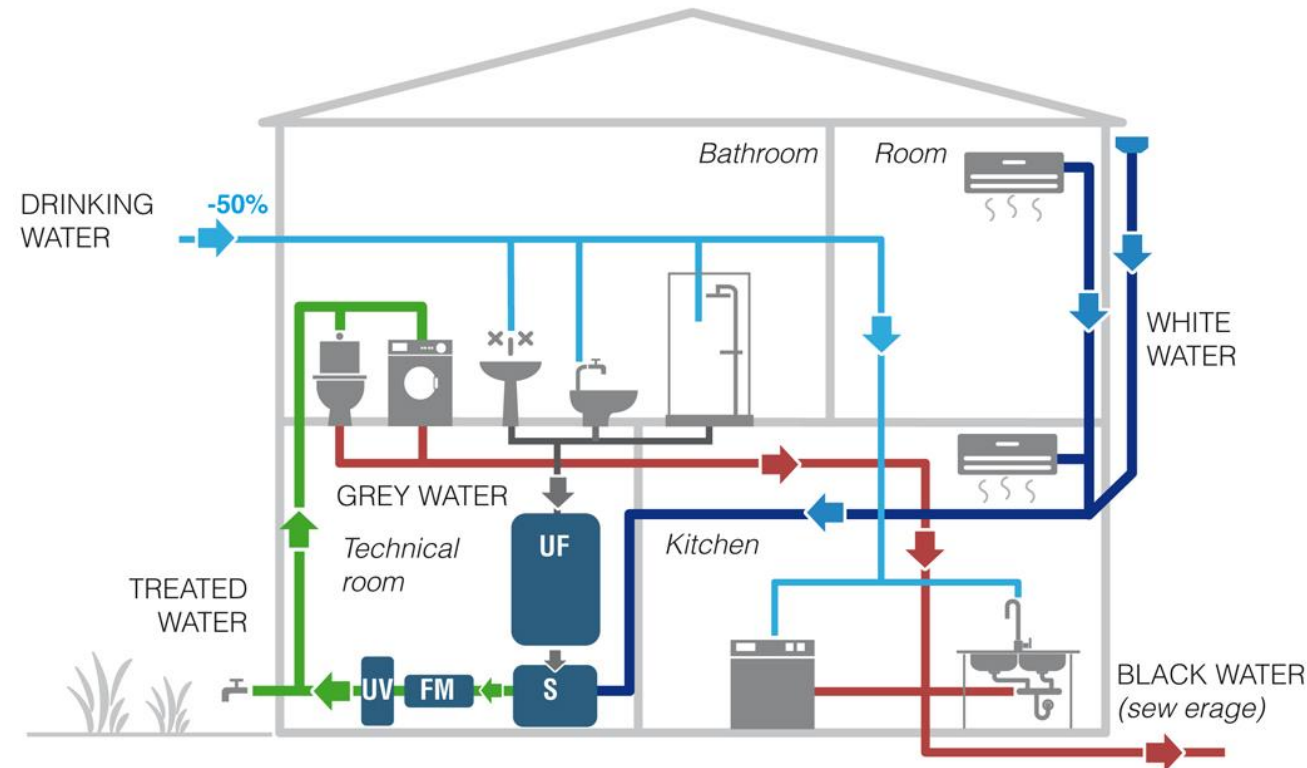 Bathroom
Room
DRINKING
WATER
-50%
WHITE
WATER
GREY WATER
UF
Technical
room
Kitchen
TREATED
WATER
UV
FM
S
BLACK WATER
(sew erage)